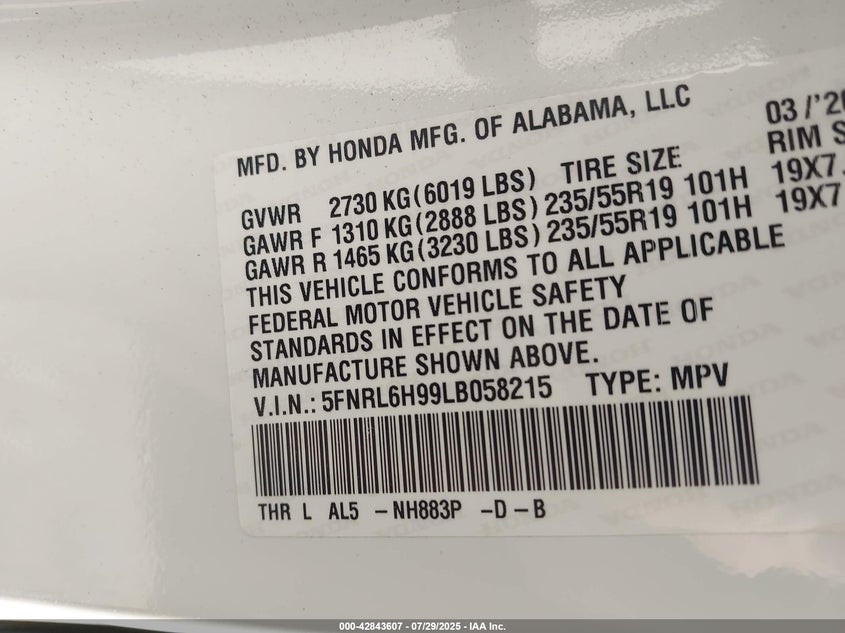 MFD. BY HONDA MFG. OF ALABAMA, LLC 03 /'20
GVWR 2730 KG (6019 LBS) TIRE SIZE RIM S
GAWR F 1310 KG (2888 LBS) 235/55R19 101H 19X7.
GAWR R 1465 KG (3230 LBS) 235/55R19 101H 19X7
THIS VEHICLE CONFORMS TO ALL APPLICABLE
FEDERAL MOTOR VEHICLE SAFETY
STANDARDS IN EFFECT ON THE DATE OF
MANUFACTURE SHOWN ABOVE.
V.I.N.: 5FNRL6H99LB058215 TYPE: MPV
THR L AL5 - NH883P - D - B
000-42843607 - 07/29/2025 - IAA Inc.